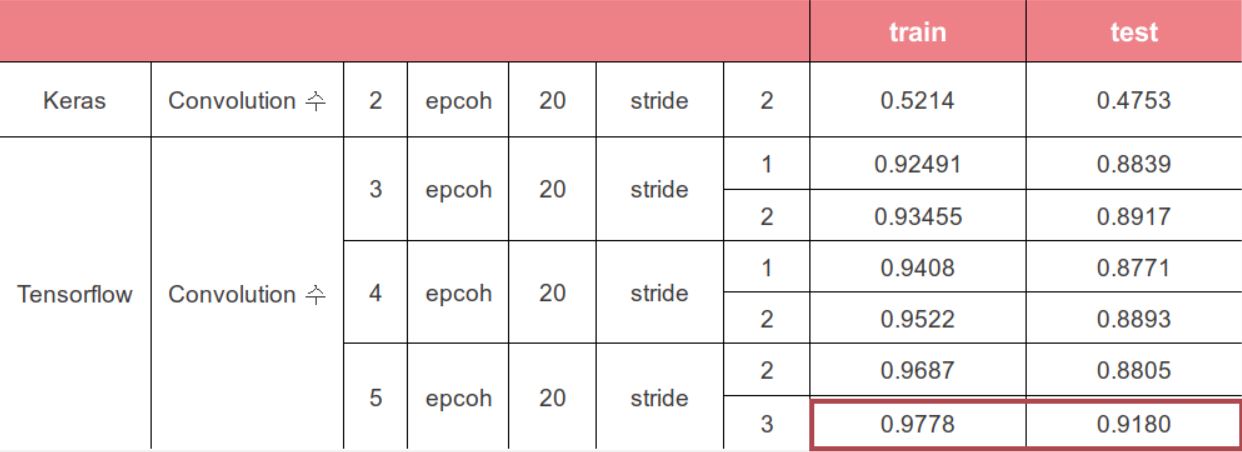 train test
Keras Convolution 수 2 epcoh 20 stride 2 0.5214 0.4753
Tensorflow Convolution 수 3 epcoh 20 stride 1 0.92491 0.8839
2 0.93455 0.8917
4 epcoh 20 stride 1 0.9408 0.8771
2 0.9522 0.8893
5 epcoh 20 stride 2 0.9687 0.8805
3 0.9778 0.9180